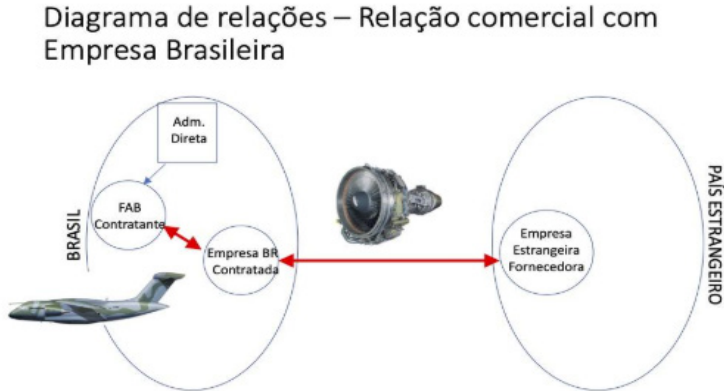 Diagrama de relações – Relação comercial com
Empresa Brasileira
Adm.
Direta
FAB
Contratante
BRASIL
Empresa BR
Contratada
Empresa
Estrangeira
Fornecedora
PAÍS ESTRANGEIRO